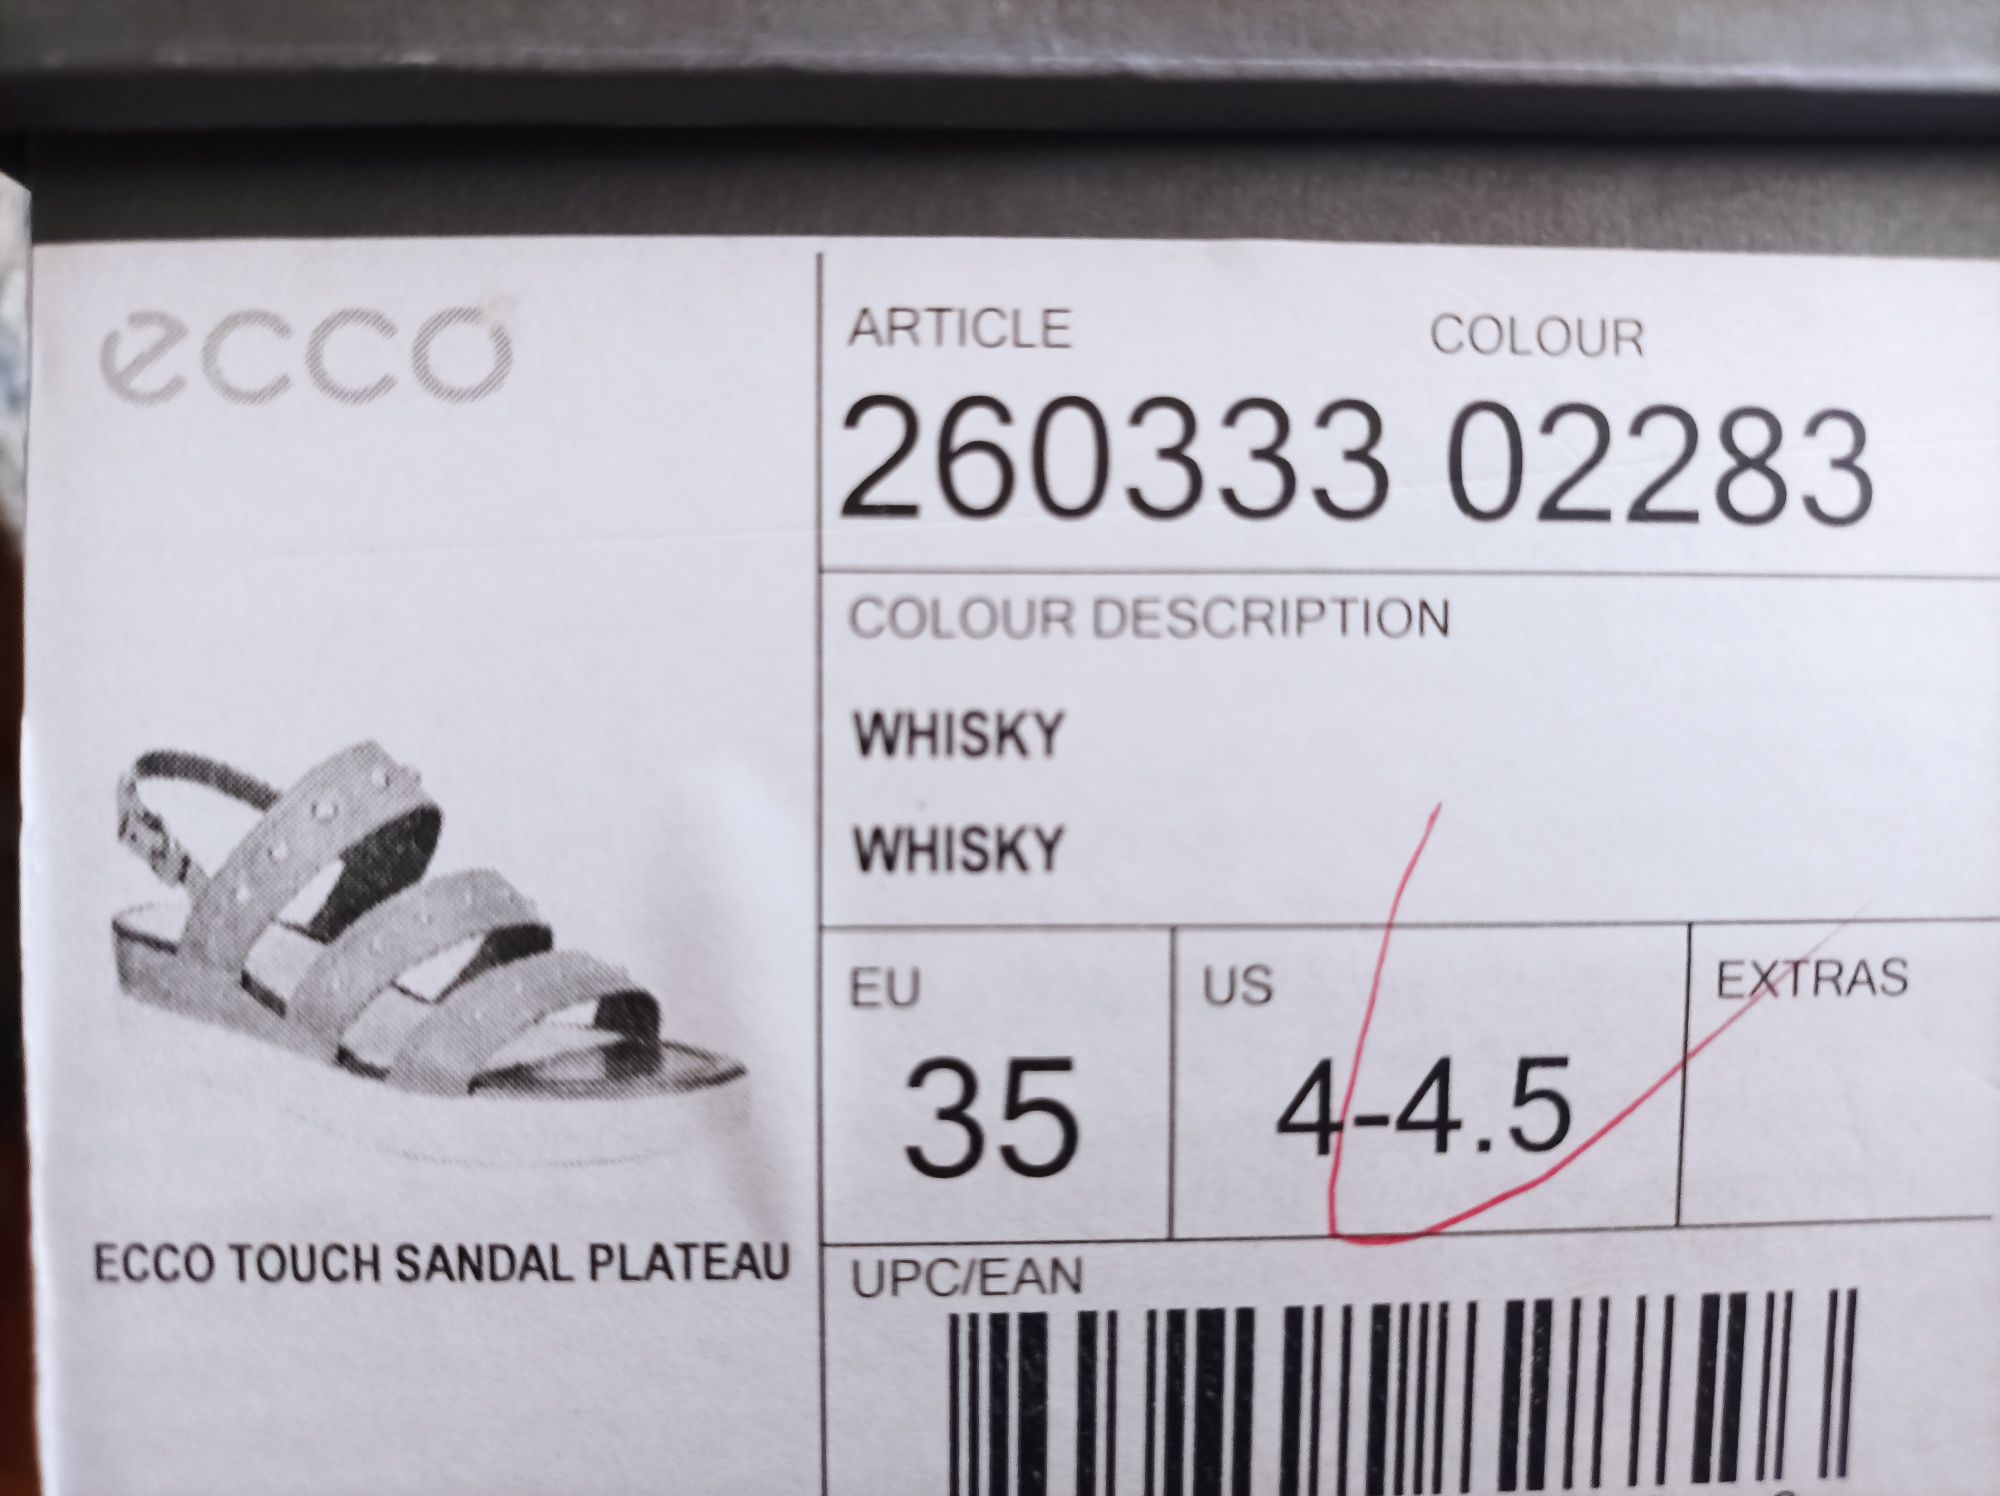 ecco
ARTICLE COLOUR
260333 02283
COLOUR DESCRIPTION
WHISKY
WHISKY
EU US EXTRAS
35 4-4.5
ECCO TOUCH SANDAL PLATEAU
UPC/EAN